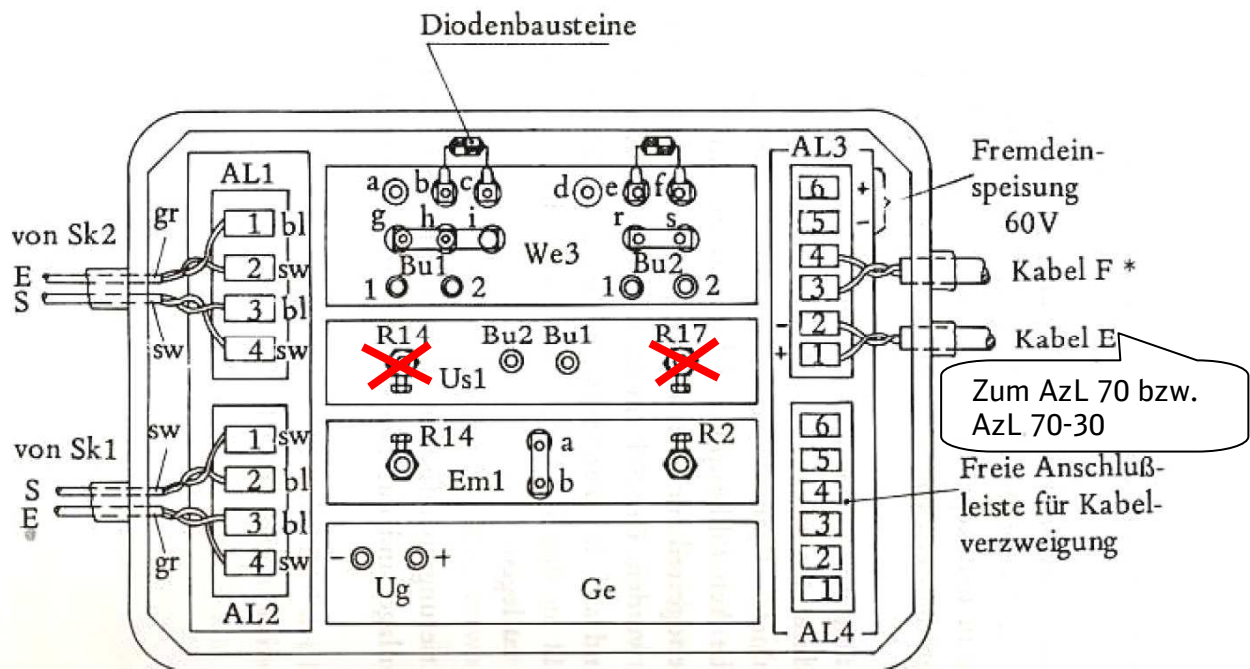 Diodenbausteine
AL1
1 bl
2 sw
3 bl
4 sw
gr
von Sk2
E
S
sw
a b c d e f
g h i r s
We3
Bu1 Bu2
1 2 1 2
R14 Bu2 Bu1 R17
Us1
R14 a R2
Em1 b
- + 
Ug Ge
sw
von Sk1
S
E
gr
1 sw
2 bl
3 bl
4 sw
AL2
AL3
6 +
5 -
4
3
- 2
+ 1
Fremdein-
speisung
60V
Kabel F *
Kabel E
Zum AzL 70 bzw.
AzL 70-30
6
5
4
3
2
1
AL4
Freie Anschluß-
leiste für Kabel-
verzweigung